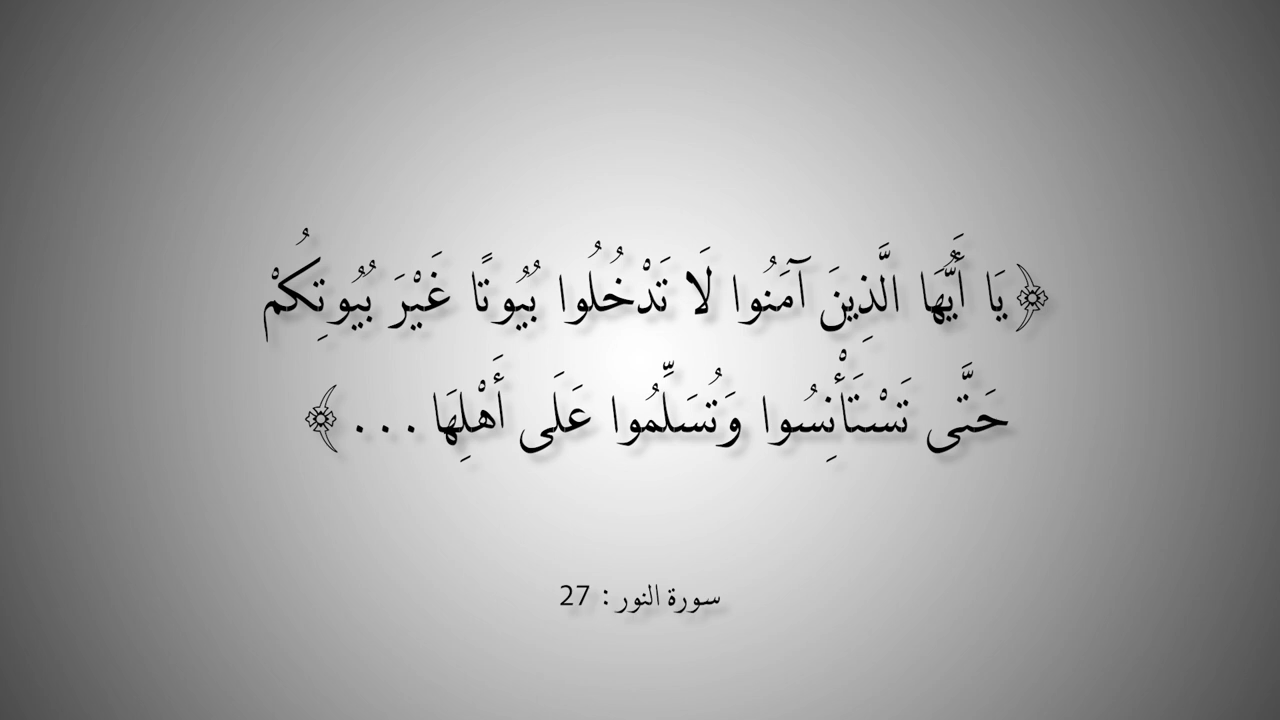 ﴿يَا أَيُّهَا الَّذِينَ آمَنُوا لَا تَدْخُلُوا بُيُوتًا غَيْرَ بُيُوتِكُمْ
حَتَّى تَسْتَأْنِسُوا وَتُسَلِّمُوا عَلَى أَهْلِهَا ... ﴾
سورة النور : 27